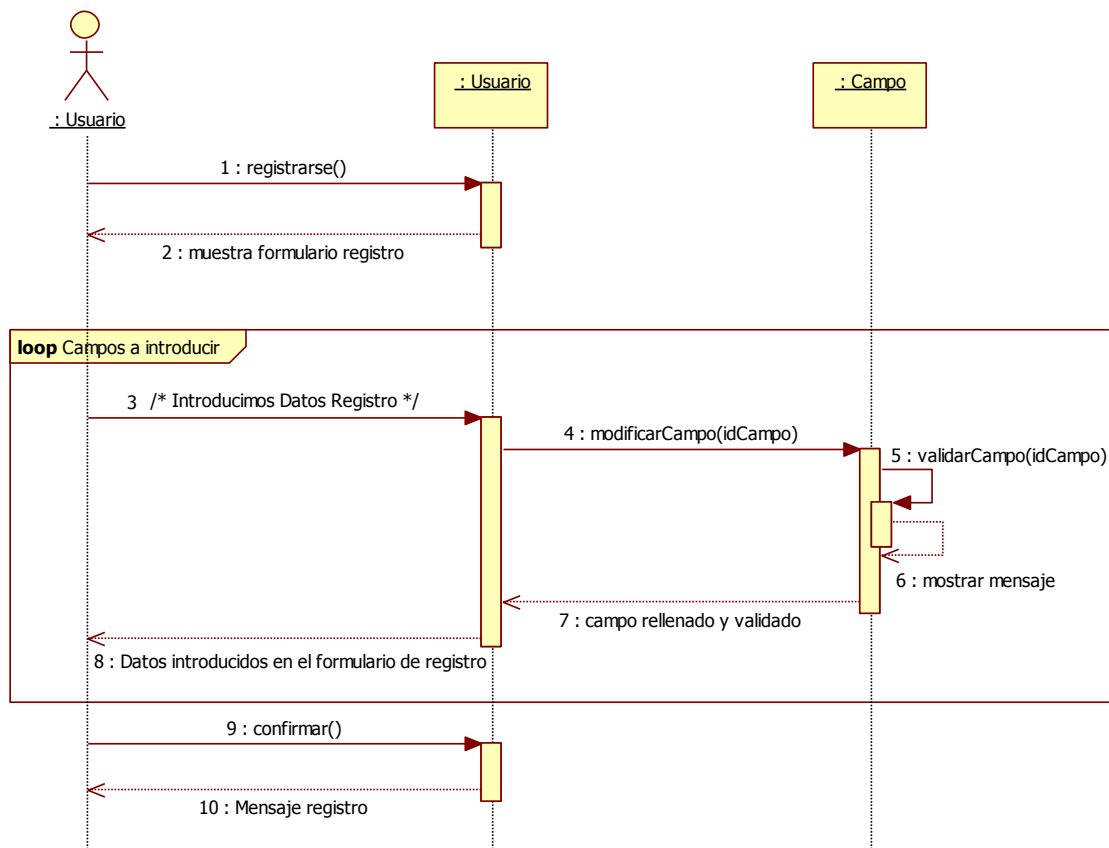 : Usuario
: Usuario
: Campo
1 : registrarse()
2 : muestra formulario registro
loop Campos a introducir
3 /* Introducimos Datos Registro */
4 : modificarCampo(idCampo)
5 : validarCampo(idCampo)
6 : mostrar mensaje
7 : campo rellenado y validado
8 : Datos introducidos en el formulario de registro
9 : confirmar()
10 : Mensaje registro